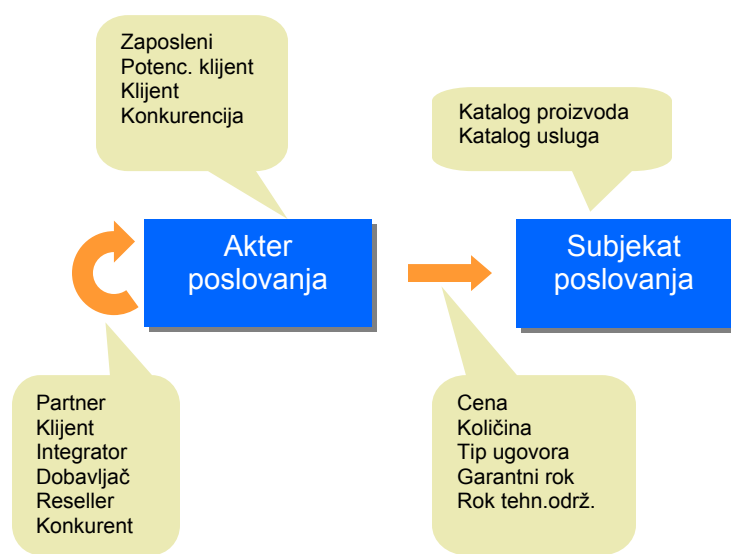 Zaposleni
Potenc. klijent
Klijent
Konkurencija
Katalog proizvoda
Katalog usluga
Akter
poslovanja
Subjekat
poslovanja
Partner
Klijent
Integrator
Dobavljač
Reseller
Konkurent
Cena
Količina
Tip ugovora
Garantni rok
Rok tehn.održ.